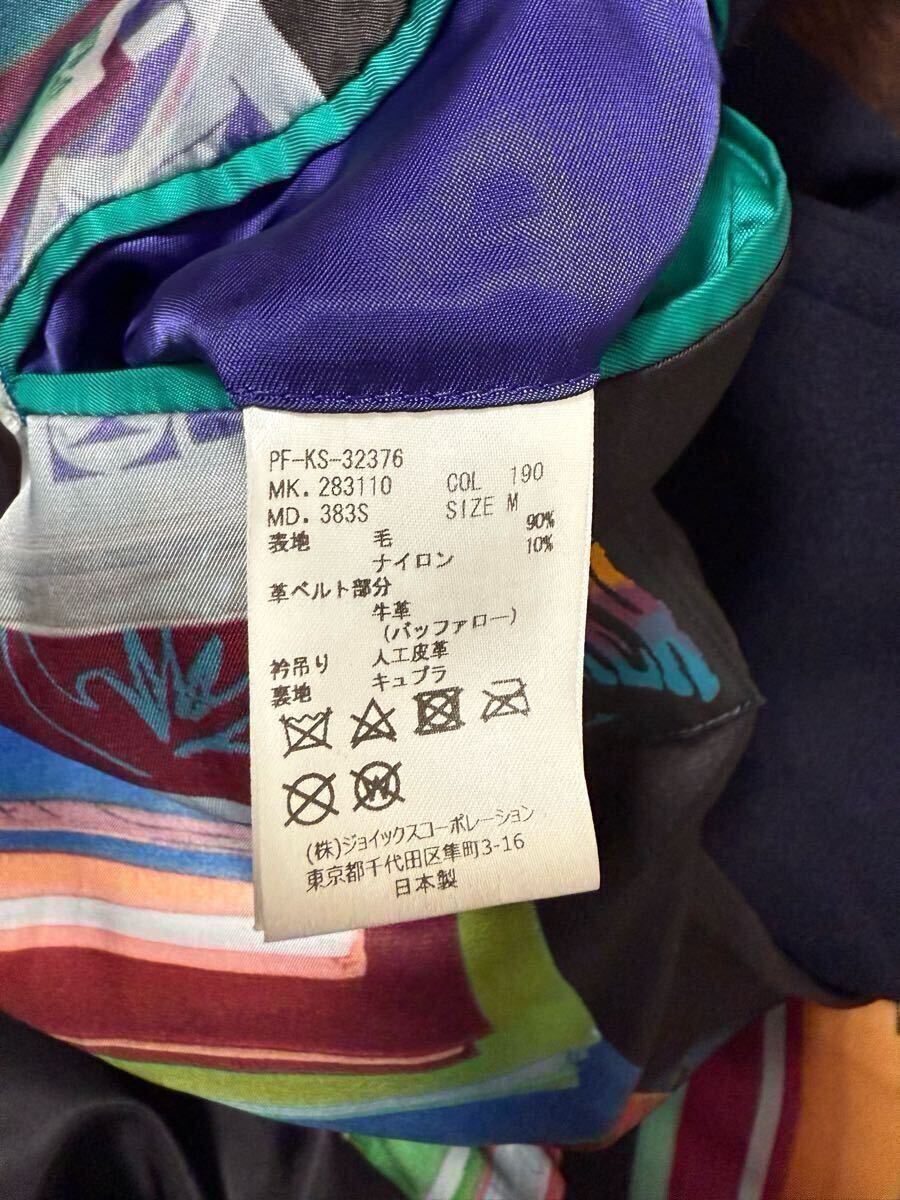 PF-KS-32376
MK. 283110 COL 190
MD. 383S SIZE M
表地 毛 90%
ナイロン 10%
革ベルト部分
牛革
(バッファロー)
衿吊り 人工皮革
裏地 キュプラ
W
(株)ジョイックスコーポレーション
東京都千代田区隼町3-16
日本製